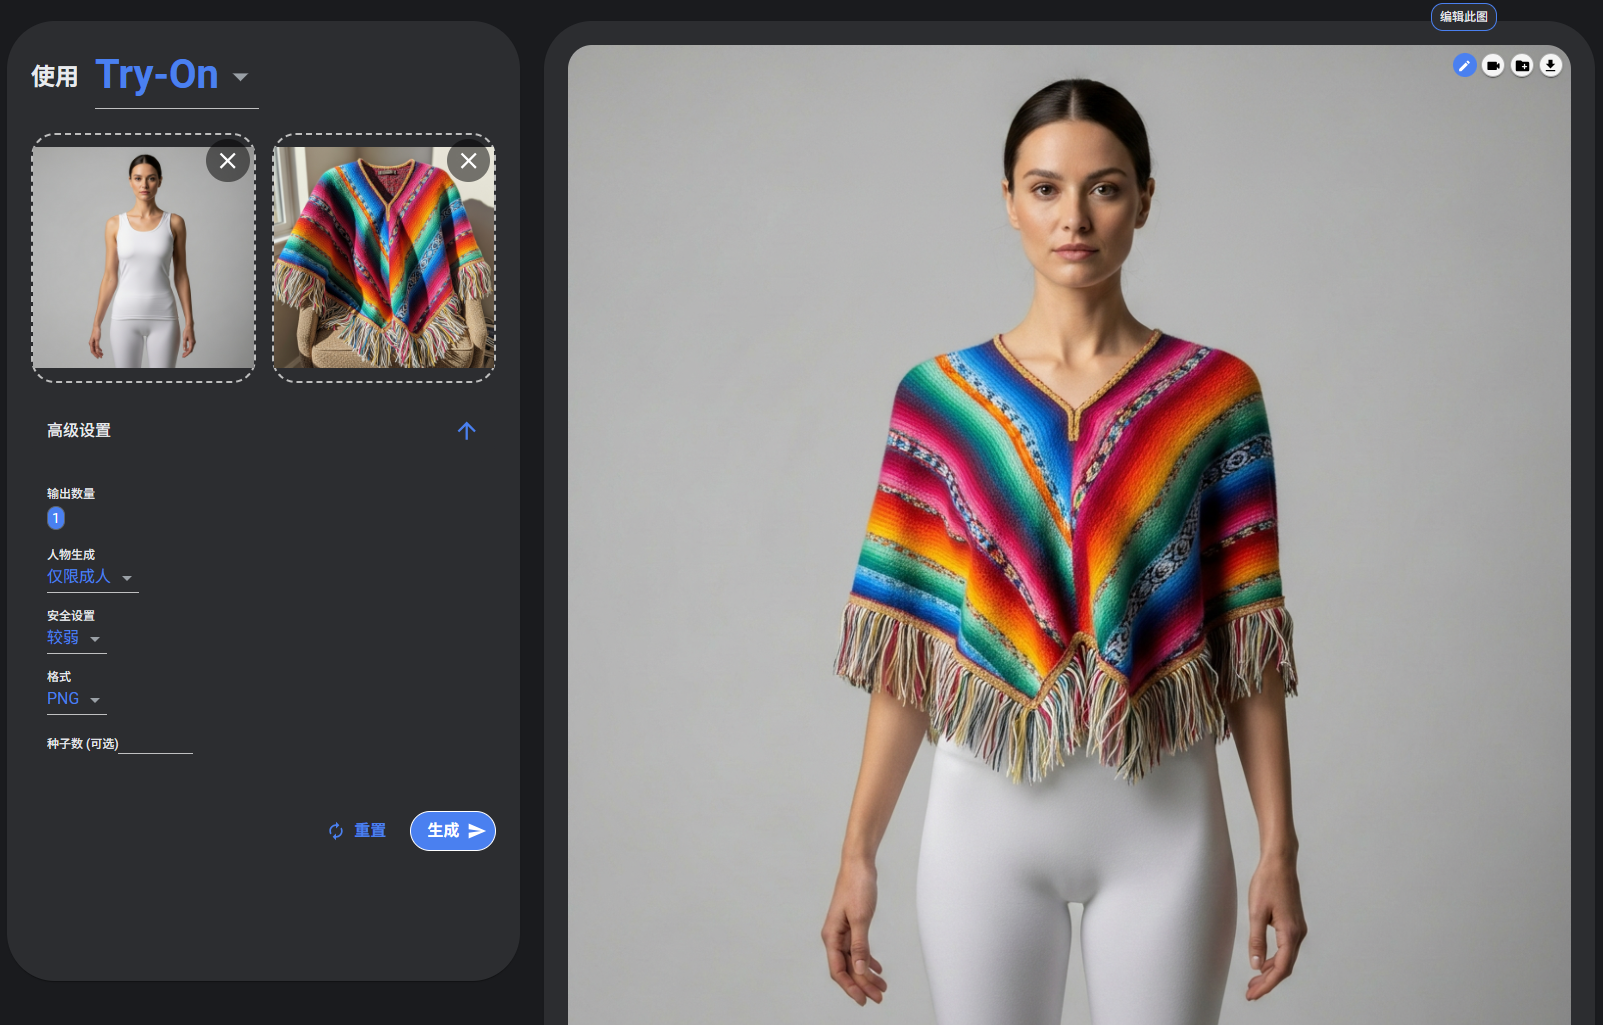 编辑此图
使用 Try-On
高级设置
输出数量
1
人物生成
仅限成人
安全设置
较弱
格式
PNG
种子数 (可选)
重置
生成